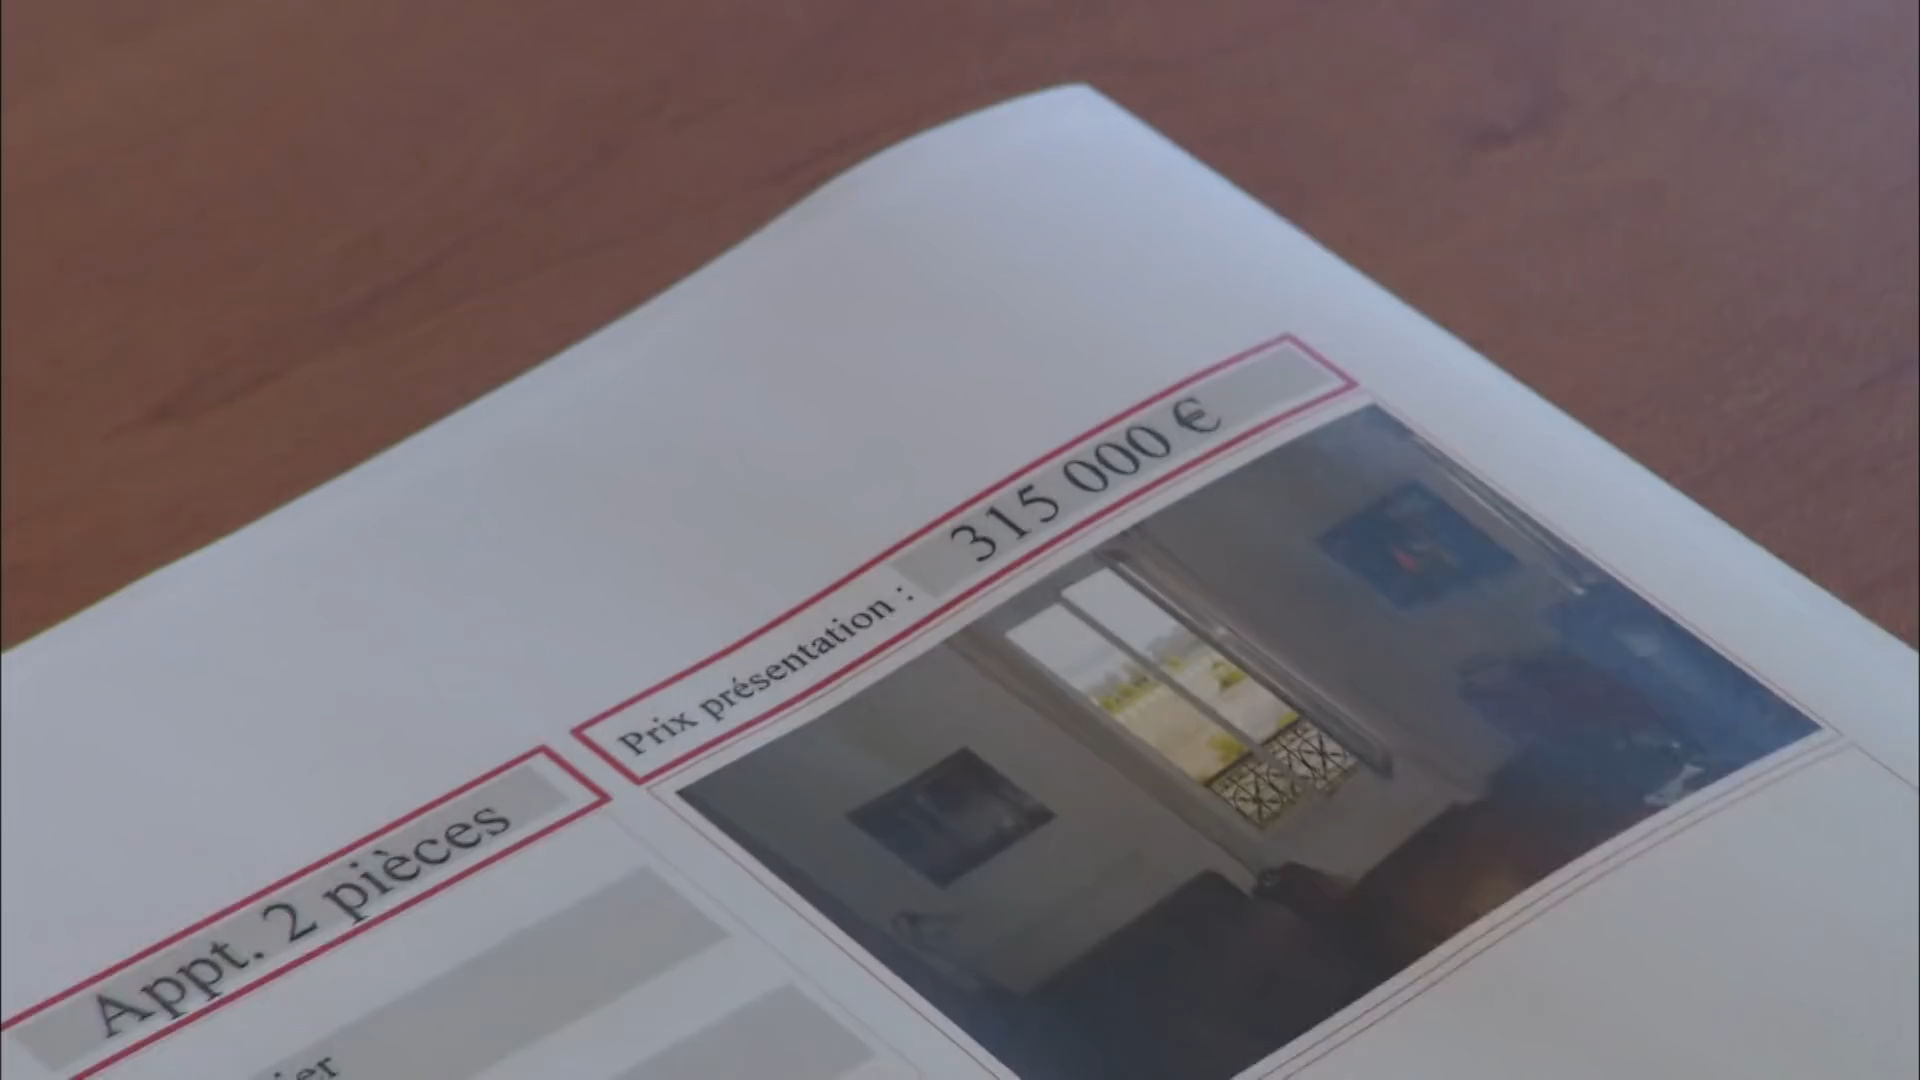 Prix présentation : 315 000 €
Appt. 2 pièces